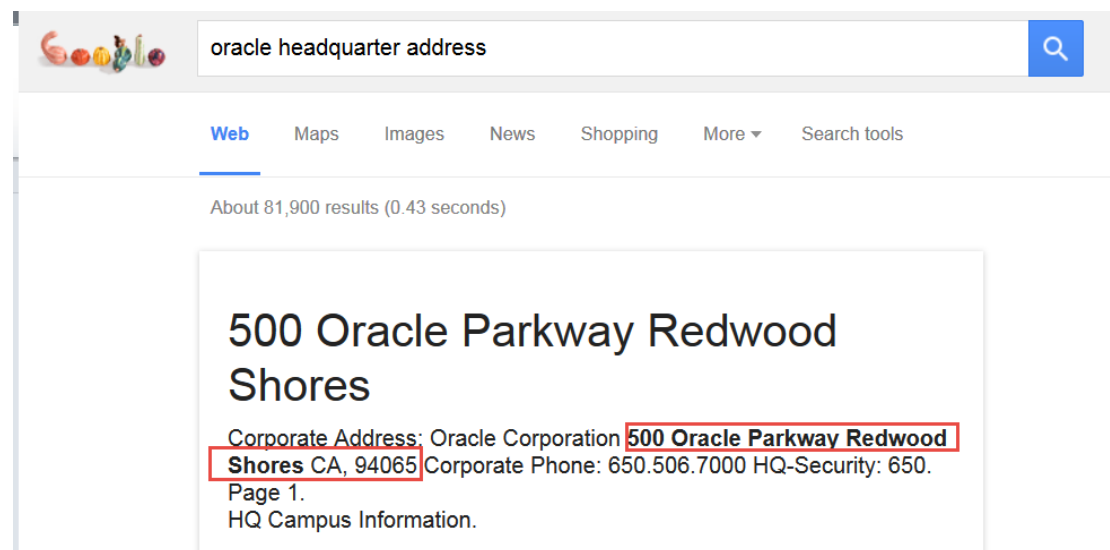 Google
oracle headquarter address
Web Maps Images News Shopping More Search tools
About 81,900 results (0.43 seconds)
500 Oracle Parkway Redwood
Shores
Corporate Address: Oracle Corporation 500 Oracle Parkway Redwood
Shores CA, 94065 Corporate Phone: 650.506.7000 HQ-Security: 650.
Page 1.
HQ Campus Information.